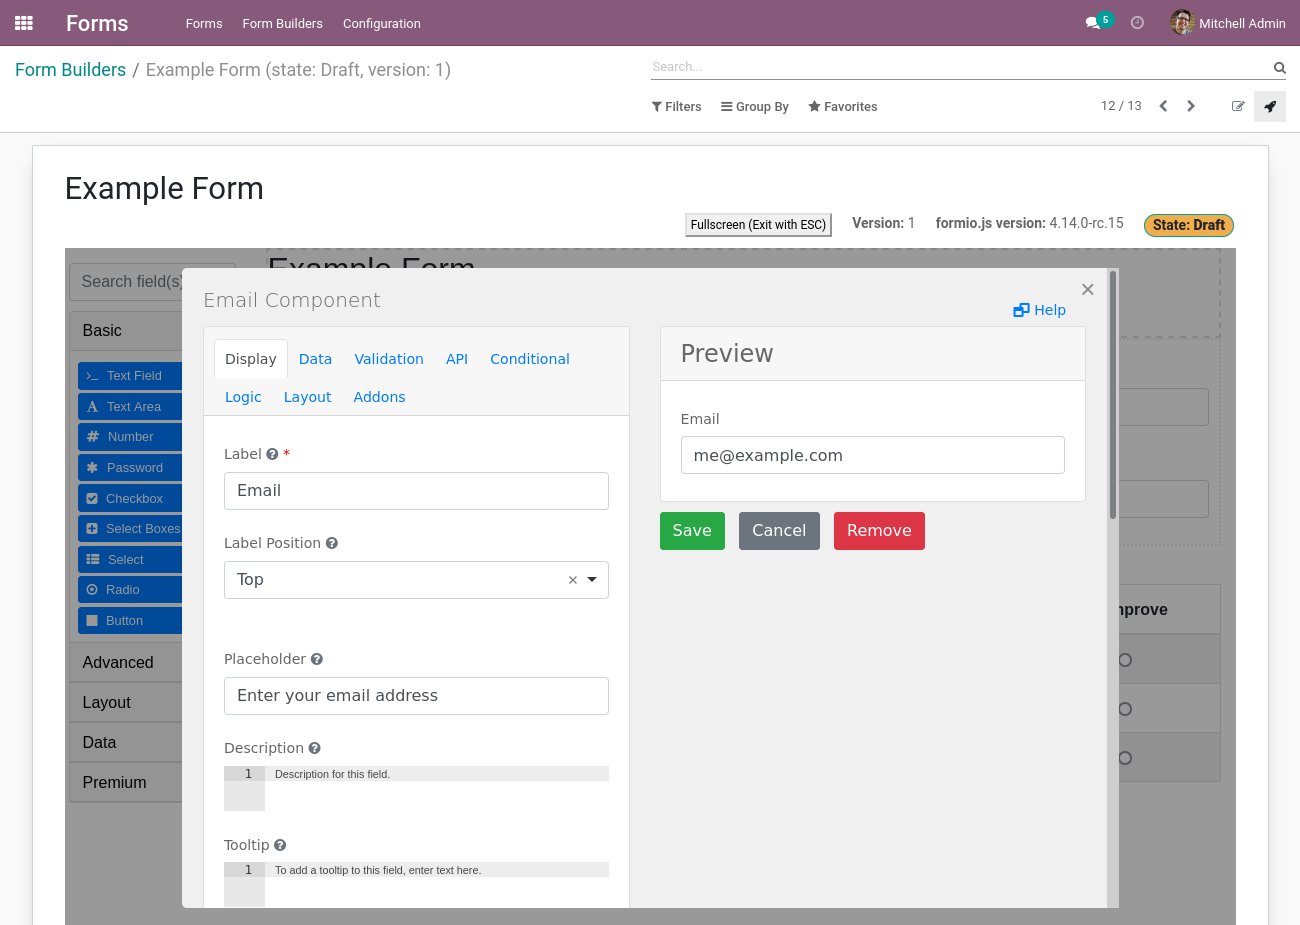 Forms Forms Form Builders Configuration 5 Mitchell Admin
Form Builders / Example Form (state: Draft, version: 1)
Search...
Filters Group By Favorites 12 / 13
Example Form
Fullscreen (Exit with ESC) Version: 1 formio.js version: 4.14.0-rc.15 State: Draft
Example Form
Search field(s)
Email Component
Help
Basic
Display Data Validation API Conditional
Logic Layout Addons
Preview
Text Field
Text Area
Number
Password
Checkbox
Select Boxes
Select
Radio
Button
Advanced
Layout
Data
Premium
Label *
Email
Label Position
Top
Placeholder
Enter your email address
Description
1 Description for this field.
Tooltip
1 To add a tooltip to this field, enter text here.
Email
me@example.com
Save Cancel Remove